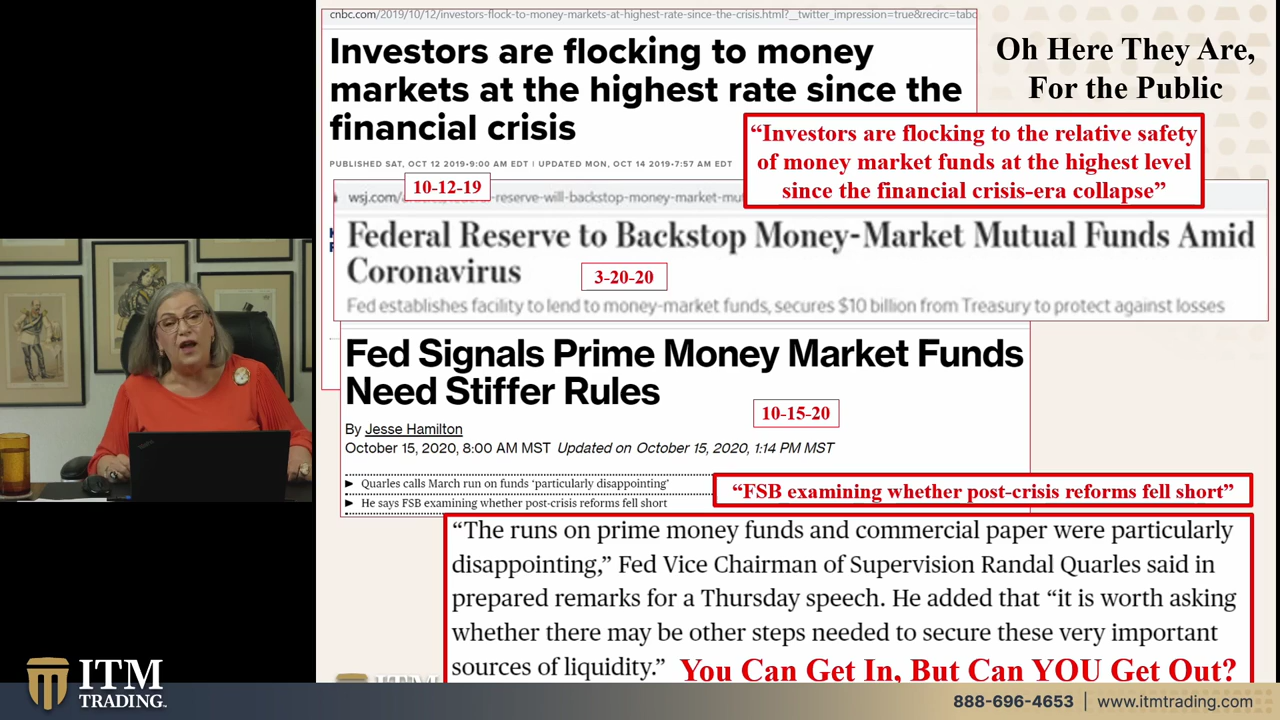 cnbc.com/2019/10/12/investors-flock-to-money-markets-at-highest-rate-since-the-crisis.html?__twitter_impression=true&recirc=tabo
Investors are flocking to money
markets at the highest rate since the
financial crisis
PUBLISHED SAT, OCT 12 2019•9:00 AM EDT | UPDATED MON, OCT 14 2019•7:57 AM EDT
Oh Here They Are,
For the Public
“Investors are flocking to the relative safety
of money market funds at the highest level
since the financial crisis-era collapse”
10-12-19
wsj.com/ -reserve-will-backstop-money-market-mut
Federal Reserve to Backstop Money-Market Mutual Funds Amid
Coronavirus
3-20-20
Fed establishes facility to lend to money-market funds, secures $10 billion from Treasury to protect against losses
Fed Signals Prime Money Market Funds
Need Stiffer Rules
10-15-20
By Jesse Hamilton
October 15, 2020, 8:00 AM MST Updated on October 15, 2020, 1:14 PM MST
▶ Quarles calls March run on funds ‘particularly disappointing’
▶ He says FSB examining whether post-crisis reforms fell short
“FSB examining whether post-crisis reforms fell short”
“The runs on prime money funds and commercial paper were particularly
disappointing,” Fed Vice Chairman of Supervision Randal Quarles said in
prepared remarks for a Thursday speech. He added that “it is worth asking
whether there may be other steps needed to secure these very important
sources of liquidity.”
You Can Get In, But Can YOU Get Out?
ITM
TRADING
888-696-4653 | www.itmtrading.com